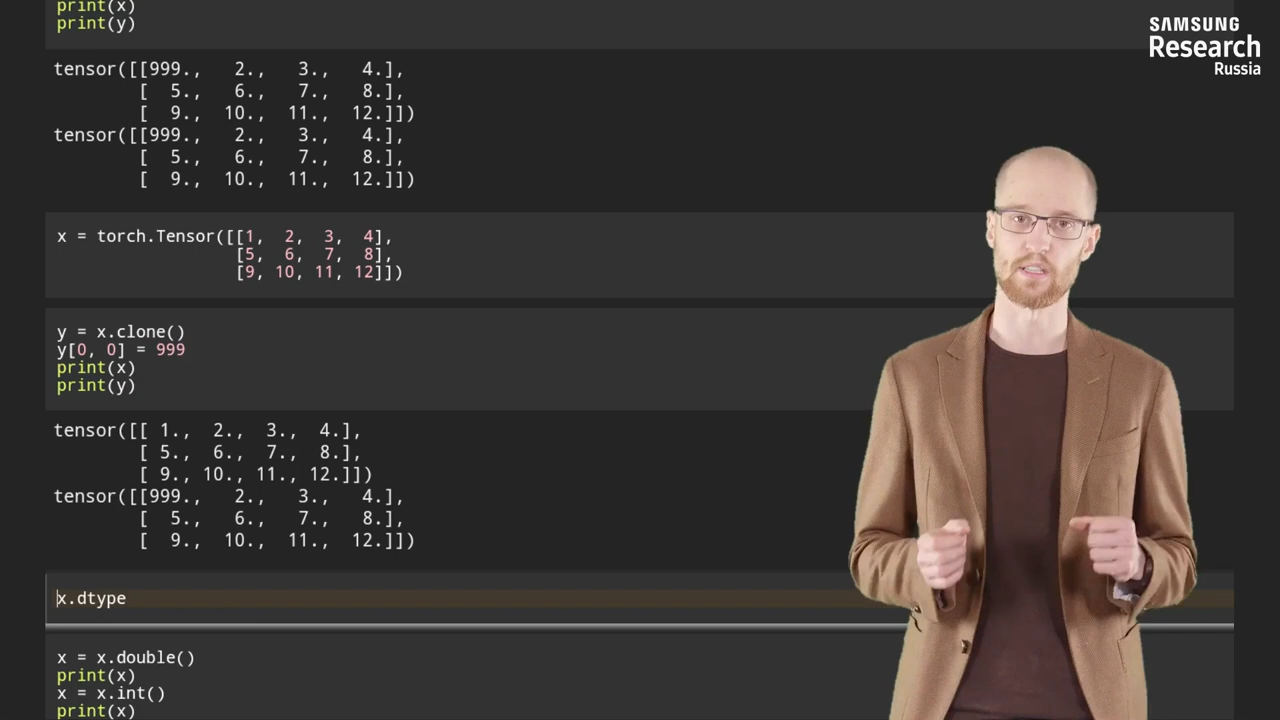 print(x)
print(y)
SAMSUNG
Research
Russia
tensor([[999.,   2.,   3.,   4.],
        [  5.,   6.,   7.,   8.],
        [  9.,  10.,  11.,  12.]])
tensor([[999.,   2.,   3.,   4.],
        [  5.,   6.,   7.,   8.],
        [  9.,  10.,  11.,  12.]])
x = torch.Tensor([[1,  2,  3,  4],
                  [5,  6,  7,  8],
                  [9, 10, 11, 12]])
y = x.clone()
y[0, 0] = 999
print(x)
print(y)
tensor([[ 1.,  2.,  3.,  4.],
        [ 5.,  6.,  7.,  8.],
        [ 9., 10., 11., 12.]])
tensor([[999.,   2.,   3.,   4.],
        [  5.,   6.,   7.,   8.],
        [  9.,  10.,  11.,  12.]])
x.dtype
x = x.double()
print(x)
x = x.int()
print(x)